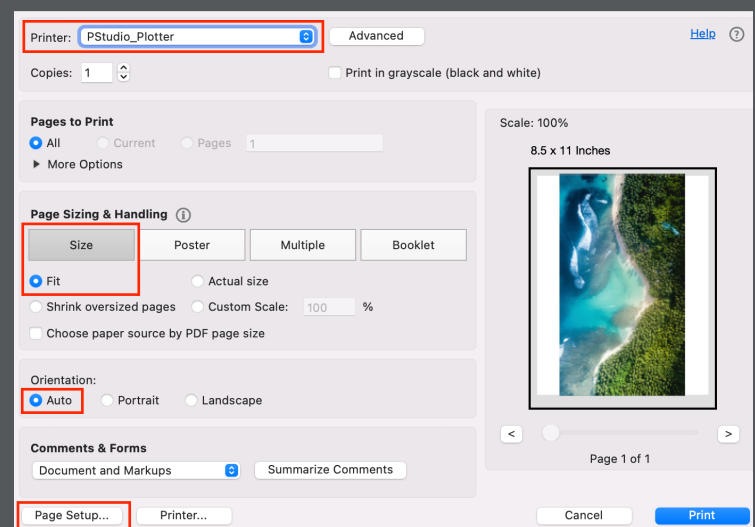 Printer: PStudio_Plotter Advanced Help ?
Copies: 1 Print in grayscale (black and white)
Pages to Print
All Current Pages 1
More Options
Scale: 100%
8.5 x 11 Inches
Page Sizing & Handling i
Size Poster Multiple Booklet
Fit Actual size
Shrink oversized pages Custom Scale: 100 %
Choose paper source by PDF page size
Orientation:
Auto Portrait Landscape
< >
Page 1 of 1
Comments & Forms
Document and Markups Summarize Comments
Page Setup... Printer... Cancel Print